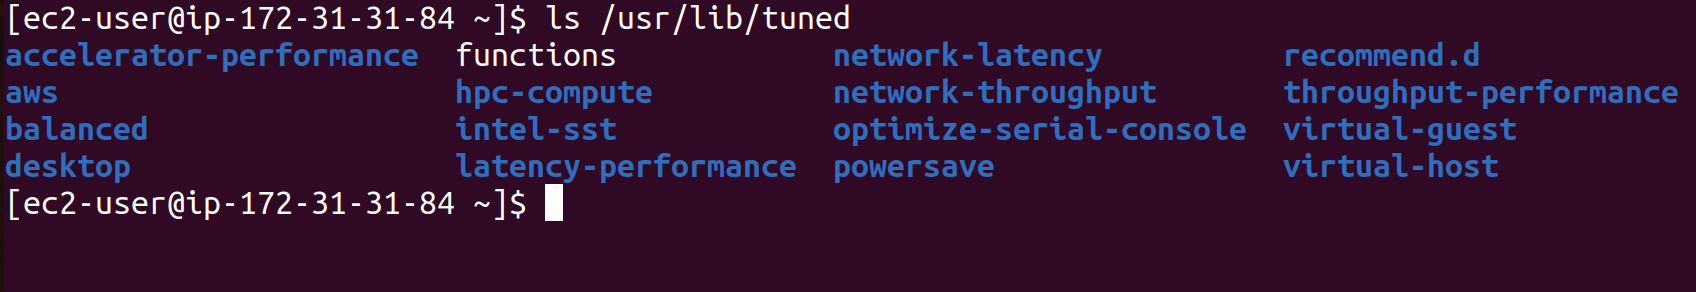 [ec2-user@ip-172-31-31-84 ~]$ ls /usr/lib/tuned
accelerator-performance  functions            network-latency          recommend.d
aws                      hpc-compute          network-throughput       throughput-performance
balanced                 intel-sst            optimize-serial-console  virtual-guest
desktop                  latency-performance  powersave                virtual-host
[ec2-user@ip-172-31-31-84 ~]$